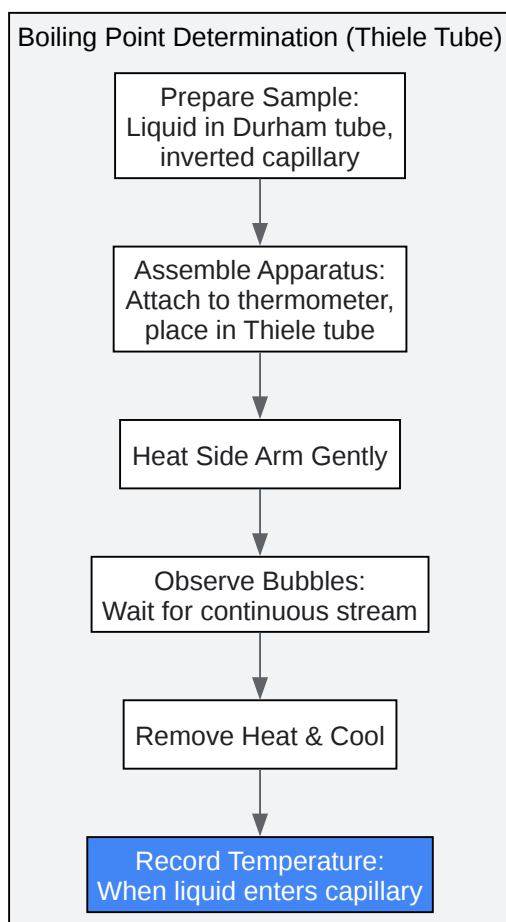 Boiling Point Determination (Thiele Tube)
Prepare Sample:
Liquid in Durham tube,
inverted capillary
Assemble Apparatus:
Attach to thermometer,
place in Thiele tube
Heat Side Arm Gently
Observe Bubbles:
Wait for continuous stream
Remove Heat & Cool
Record Temperature:
When liquid enters capillary